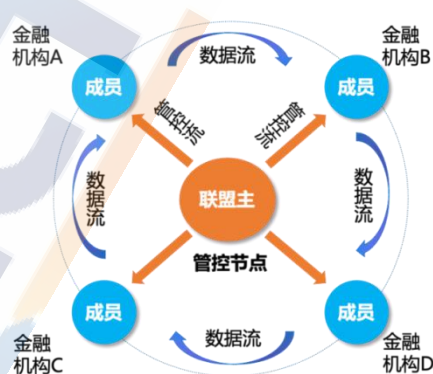 金融
机构A
数据流
金融
机构B
成员
成员
管控流
管控流
数据流
联盟主
数据流
管控节点
成员
成员
数据流
金融
机构C
金融
机构D